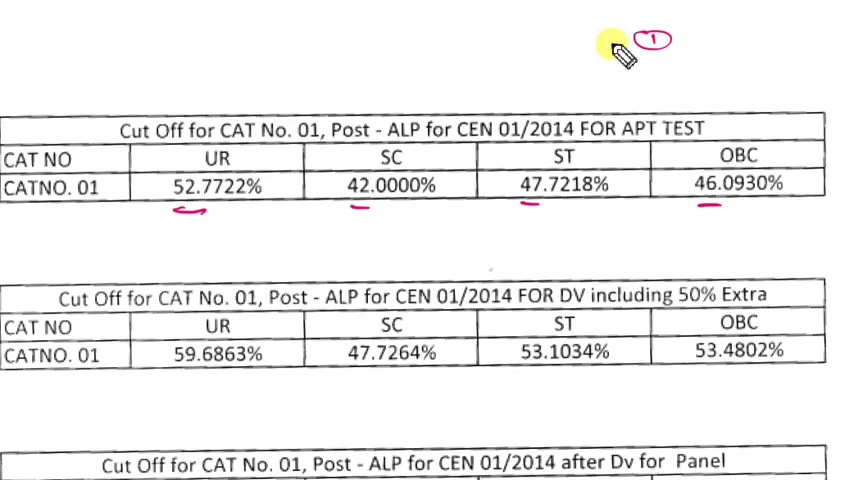 1
Cut Off for CAT No. 01, Post - ALP for CEN 01/2014 FOR APT TEST
CAT NO UR SC ST OBC
CATNO. 01 52.7722% 42.0000% 47.7218% 46.0930%
Cut Off for CAT No. 01, Post - ALP for CEN 01/2014 FOR DV including 50% Extra
CAT NO UR SC ST OBC
CATNO. 01 59.6863% 47.7264% 53.1034% 53.4802%
Cut Off for CAT No. 01, Post - ALP for CEN 01/2014 after Dv for Panel